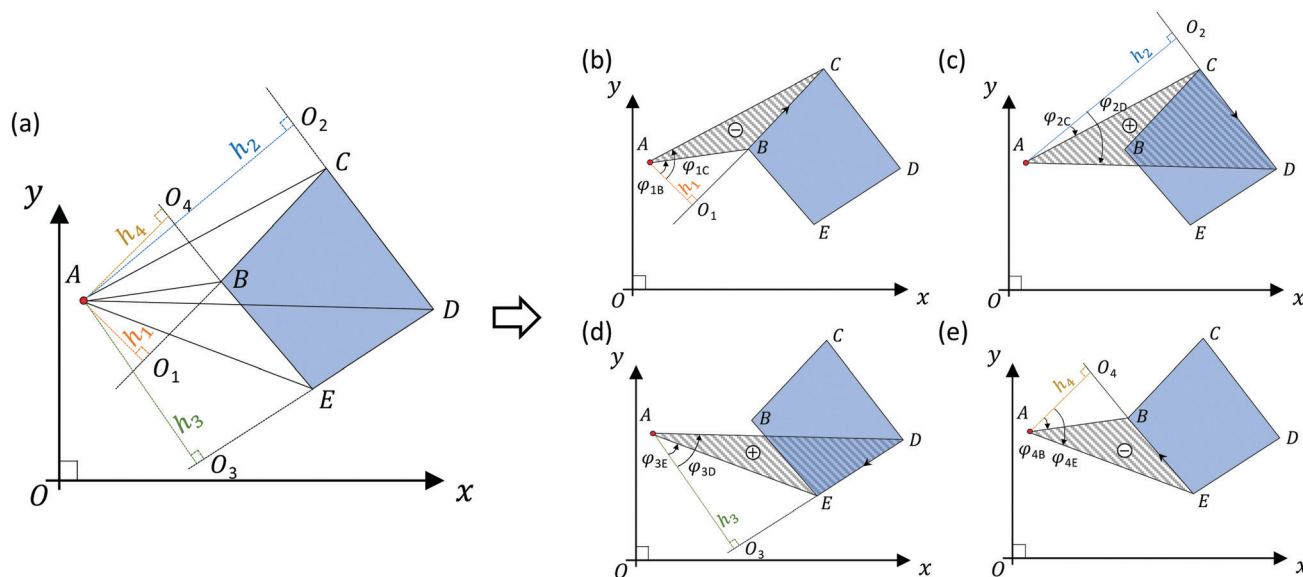 (a)
y
x
O
A
B
C
D
E
O₁
O₂
O₃
O₄
h₁
h₂
h₃
h₄
(b)
y
x
O
A
B
C
D
E
O₁
h₁
φ₁B
φ₁C
−
(c)
y
x
O
A
B
C
D
E
O₂
h₂
φ₂C
φ₂D
+
(d)
y
x
O
A
B
C
D
E
O₃
h₃
φ₃E
φ₃D
+
(e)
y
x
O
A
B
C
D
E
O₄
h₄
φ₄B
φ₄E
−